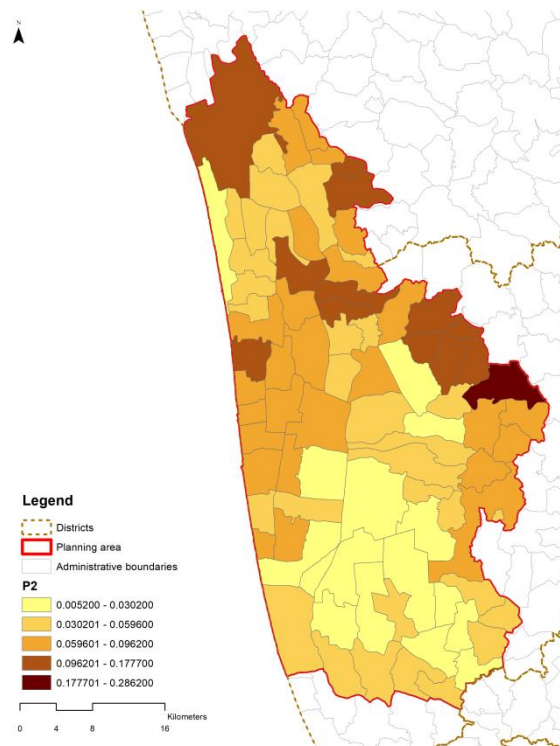 N
Legend
Districts
Planning area
Administrative boundaries
P2
0.005200 - 0.030200
0.030201 - 0.059600
0.059601 - 0.096200
0.096201 - 0.177700
0.177701 - 0.286200
Kilometers
0 4 8 16